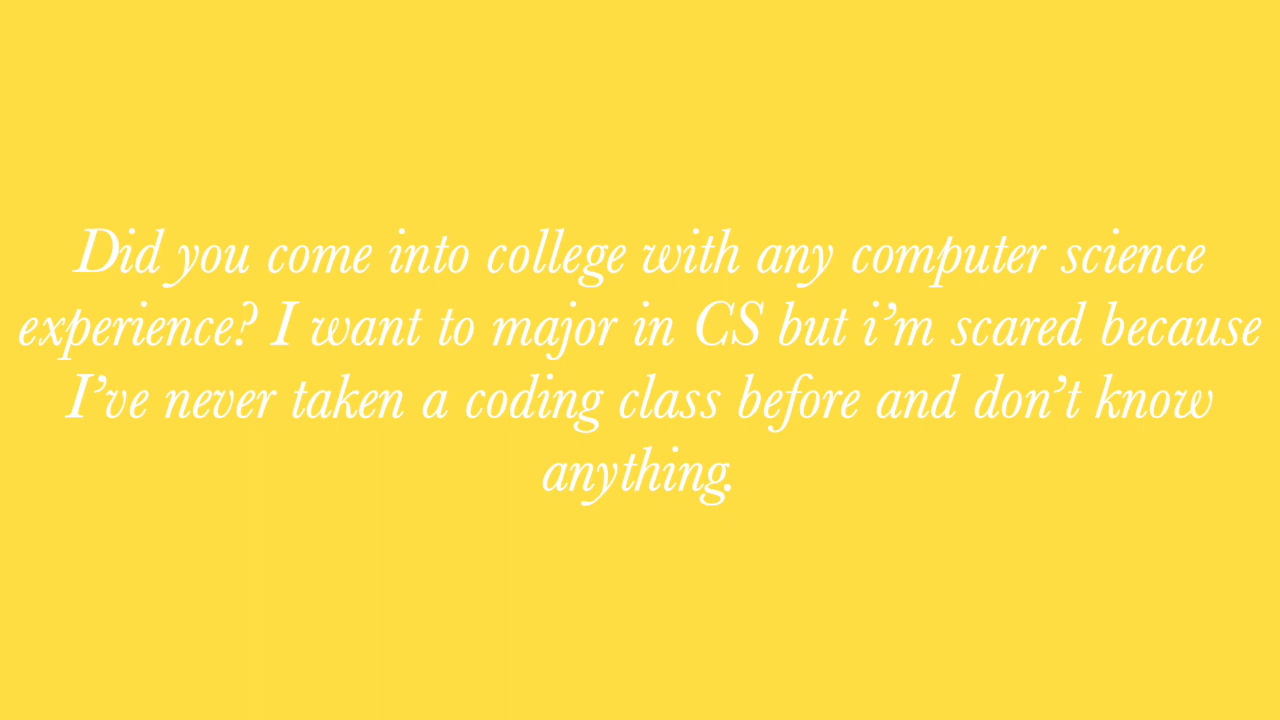 Did you come into college with any computer science
experience? I want to major in CS but i’m scared because
I’ve never taken a coding class before and don’t know
anything.